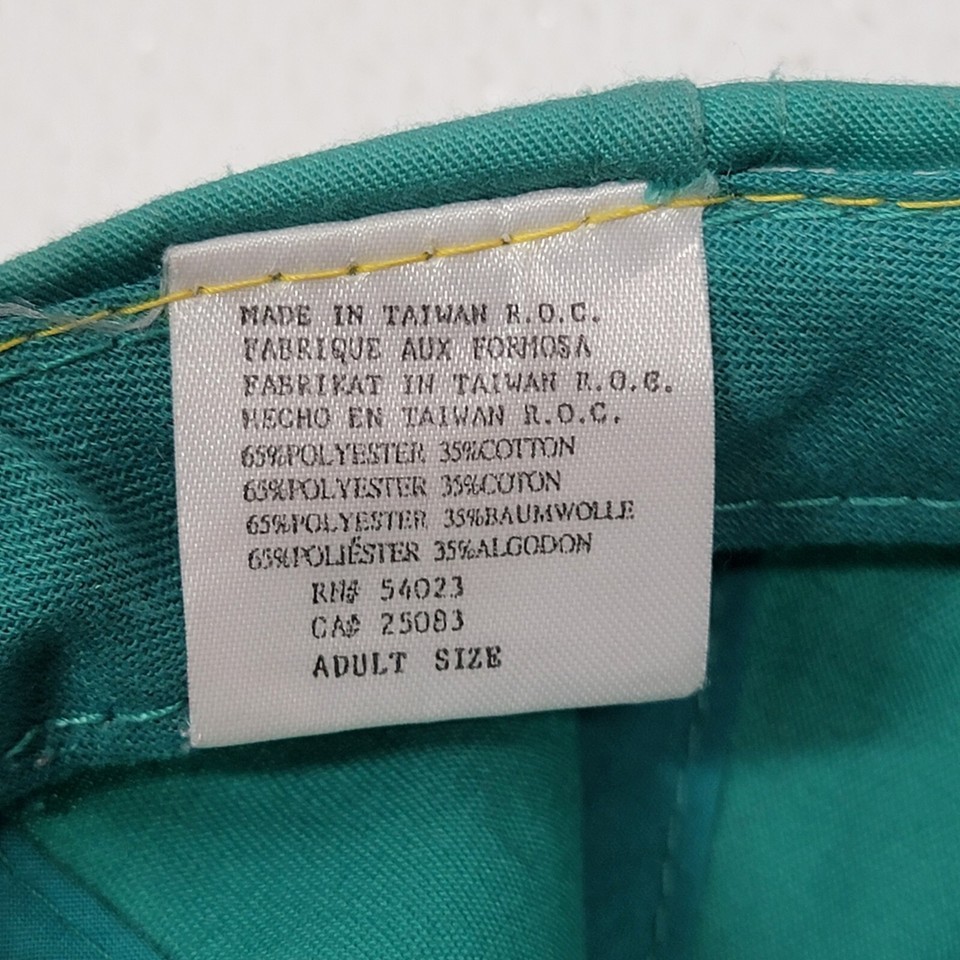 MADE IN TAIWAN R.O.C.
FABRIQUE AUX FORMOSA
FABRIKAT IN TAIWAN R.O.C.
HECHO EN TAIWAN R.O.C.
65%POLYESTER 35%COTTON
65%POLYESTER 35%COTON
65%POLYESTER 35%BAUMWOLLE
65%POLIÉSTER 35%ALGODON
RN# 54023
CA# 25083
ADULT SIZE